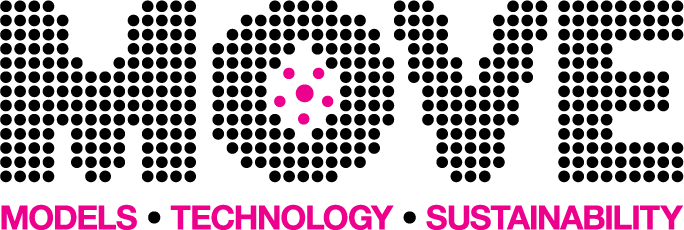 MOVE
MODELS • TECHNOLOGY • SUSTAINABILITY